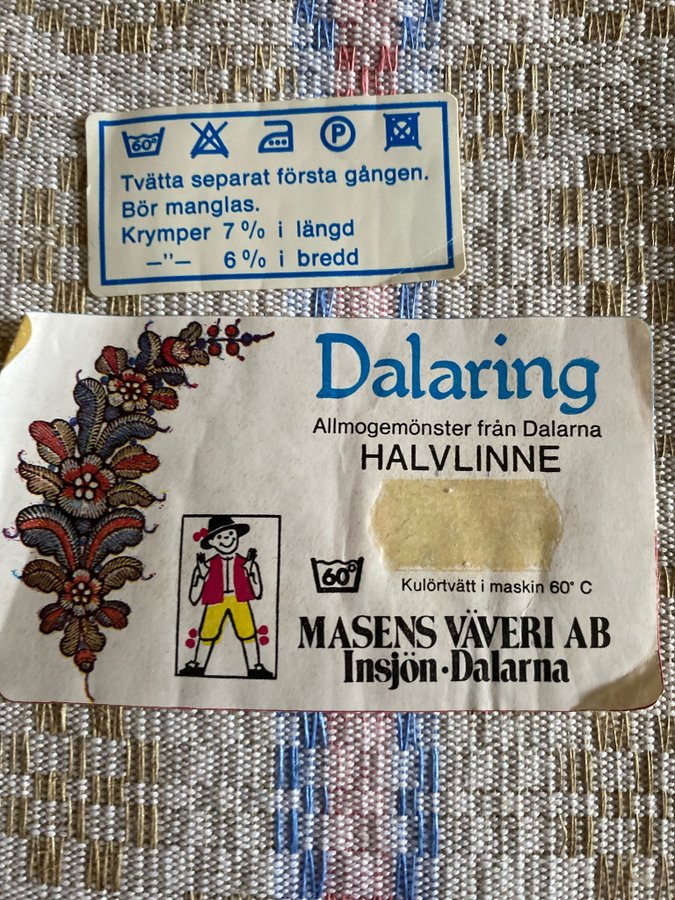 60°
P
Tvätta separat första gången.
Bör manglas.
Krymper 7% i längd
–"– 6% i bredd
Dalaring
Allmogemönster från Dalarna
HALVLINNE
60°
Kulörtvätt i maskin 60° C
MASENS VÄVERI AB
Insjön·Dalarna